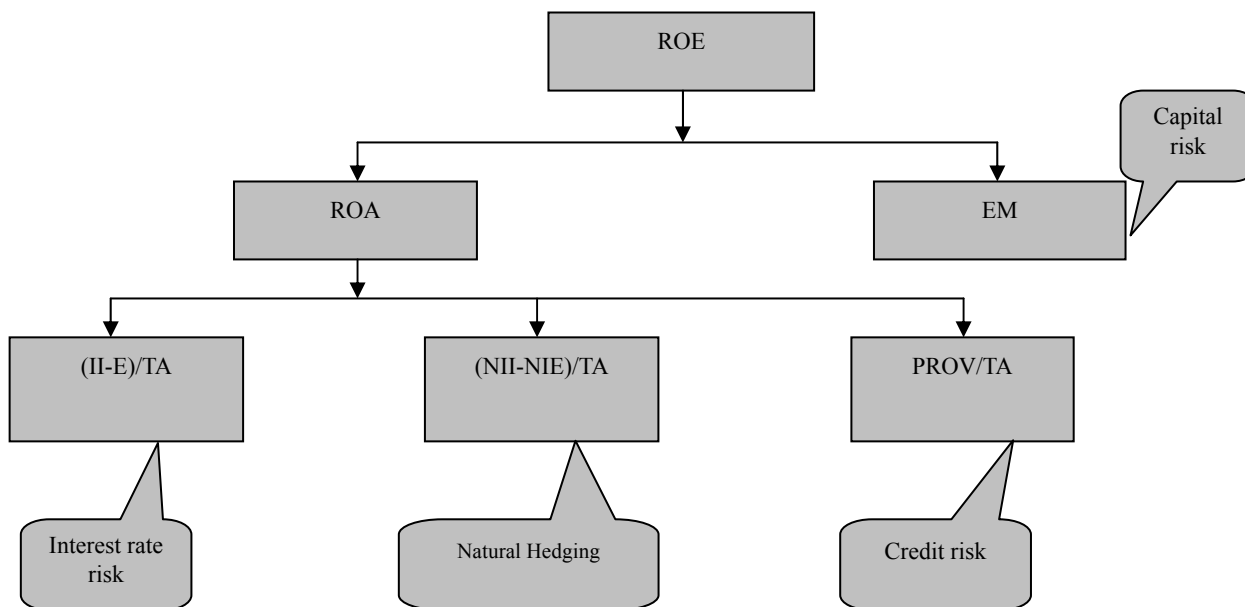 ROE
Capital
risk
ROA
EM
(II-E)/TA
(NII-NIE)/TA
PROV/TA
Interest rate
risk
Natural Hedging
Credit risk